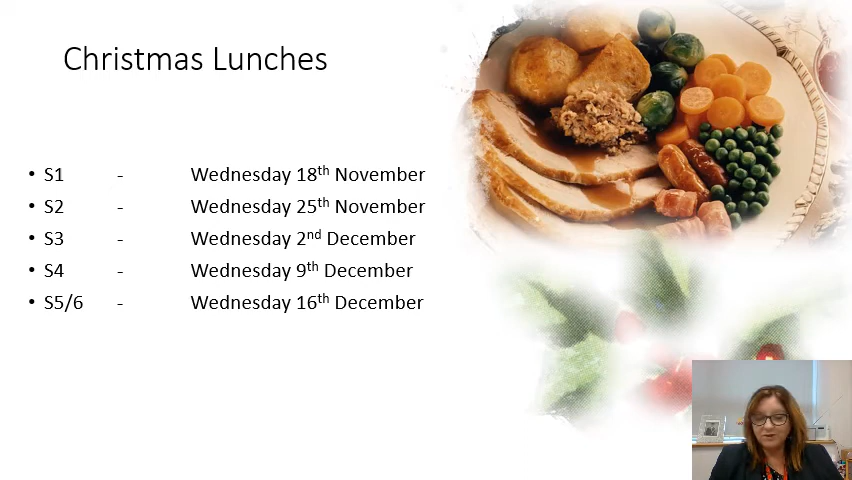 Christmas Lunches
• S1 - Wednesday 18th November
• S2 - Wednesday 25th November
• S3 - Wednesday 2nd December
• S4 - Wednesday 9th December
• S5/6 - Wednesday 16th December